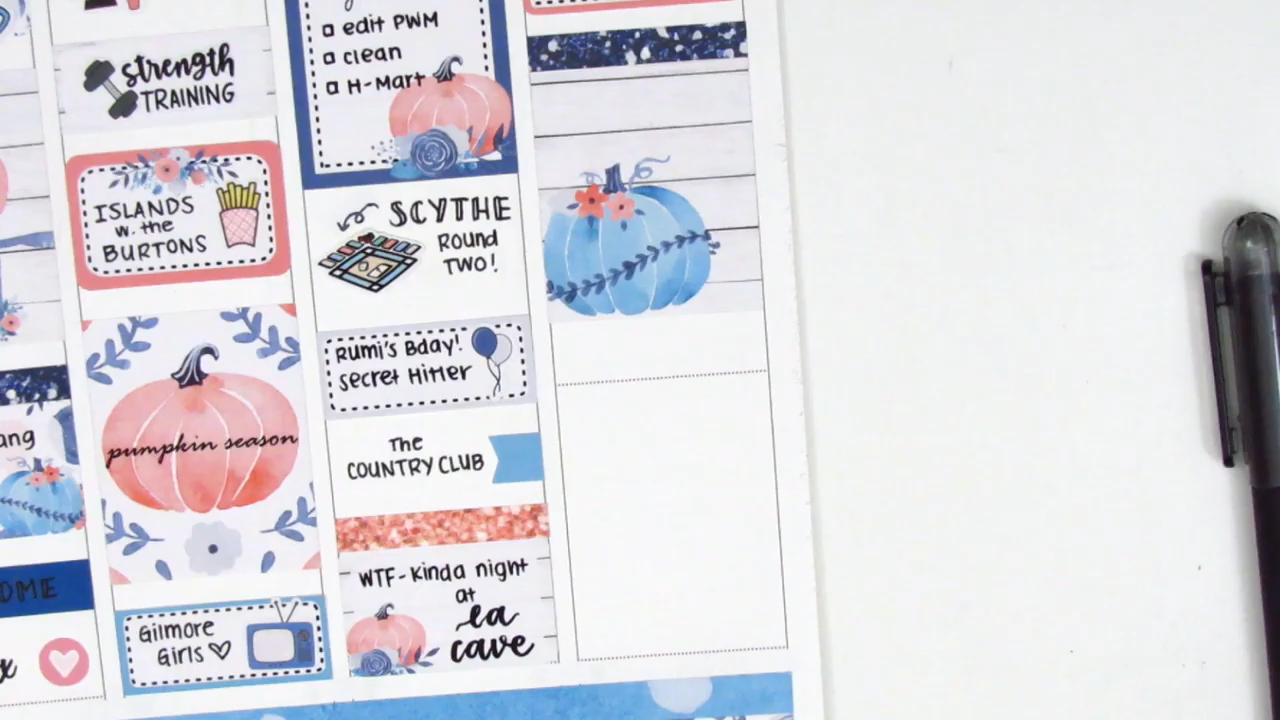 edit PWM
clean
H-Mart
strength
TRAINING
ISLANDS
w. the
BURTONS
SCYTHE
Round
TWO!
Rumi's Bday!
secret Hitler
pumpkin season
The
COUNTRY CLUB
ang
OME
WTF-kinda night
at
la
cave
Gilmore
Girls